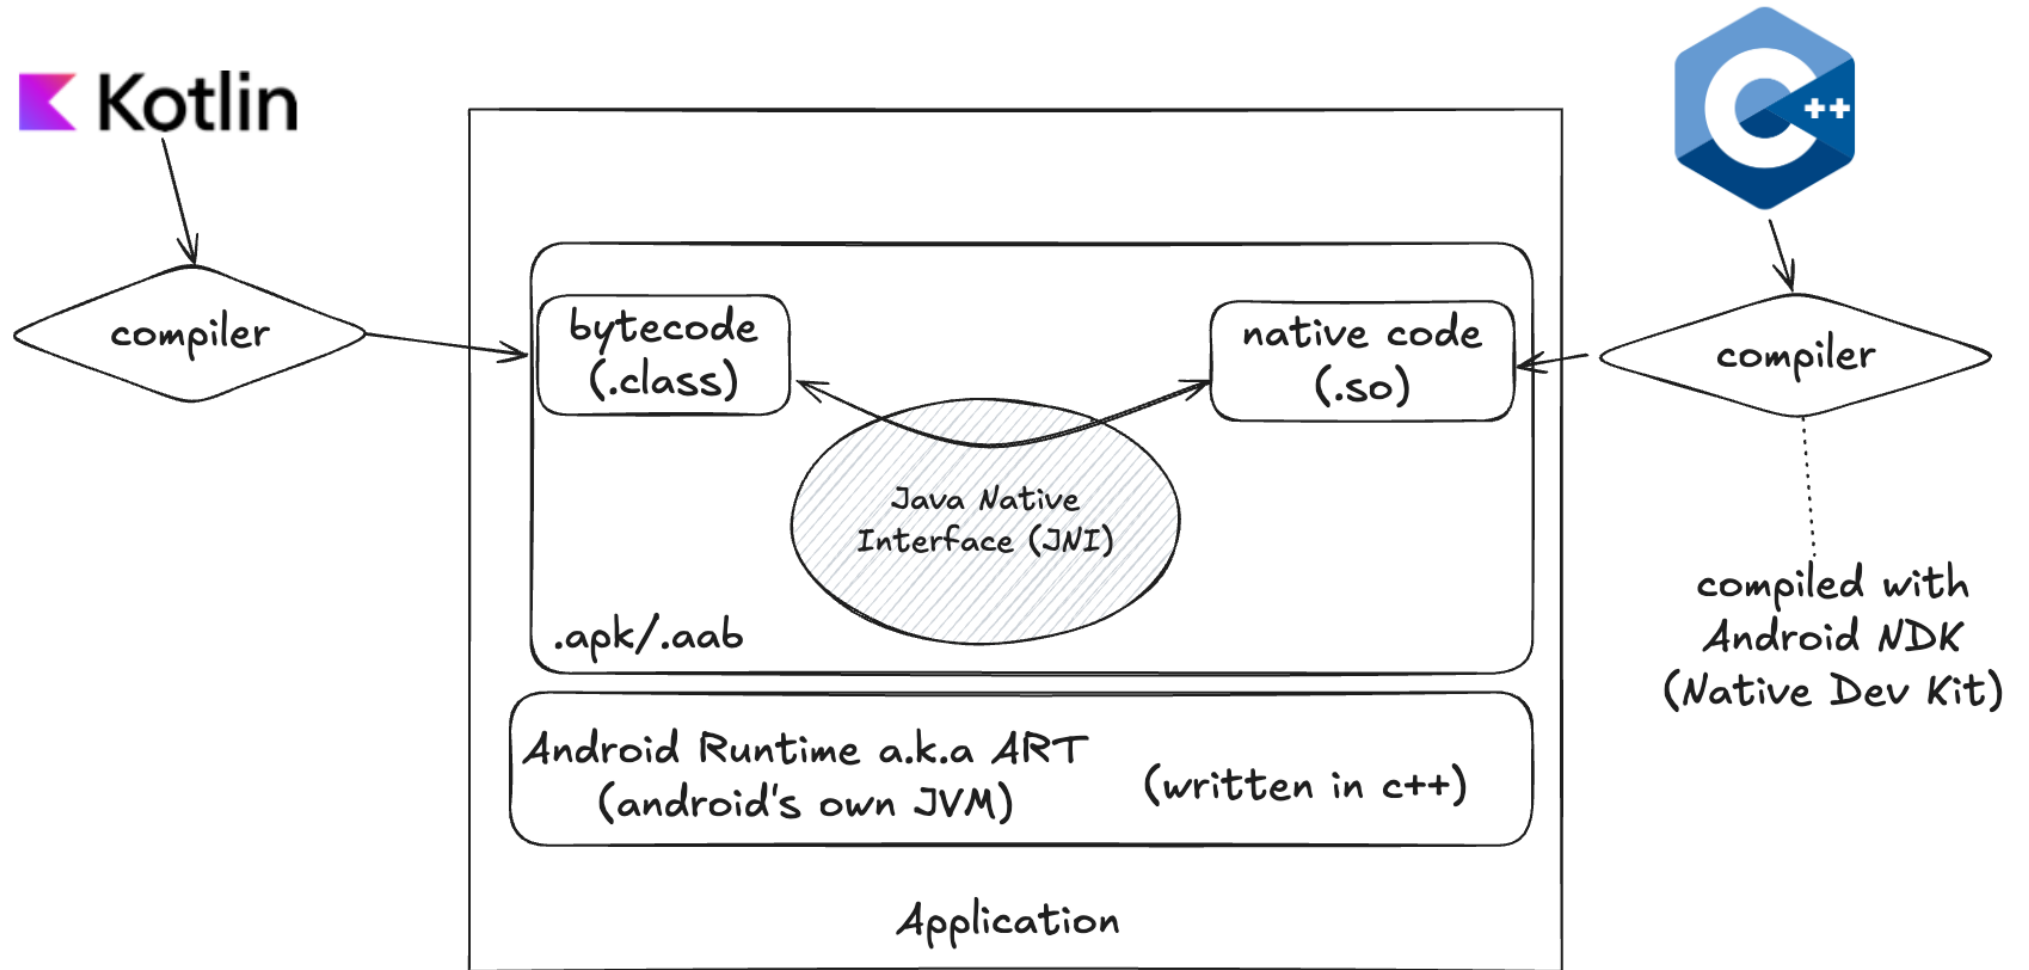 Kotlin
C++
compiler
bytecode
(.class)
native code
(.so)
compiler
Java Native
Interface (JNI)
.apk/.aab
compiled with
Android NDK
(Native Dev Kit)
Android Runtime a.k.a ART
(android's own JVM)
(written in c++)
Application